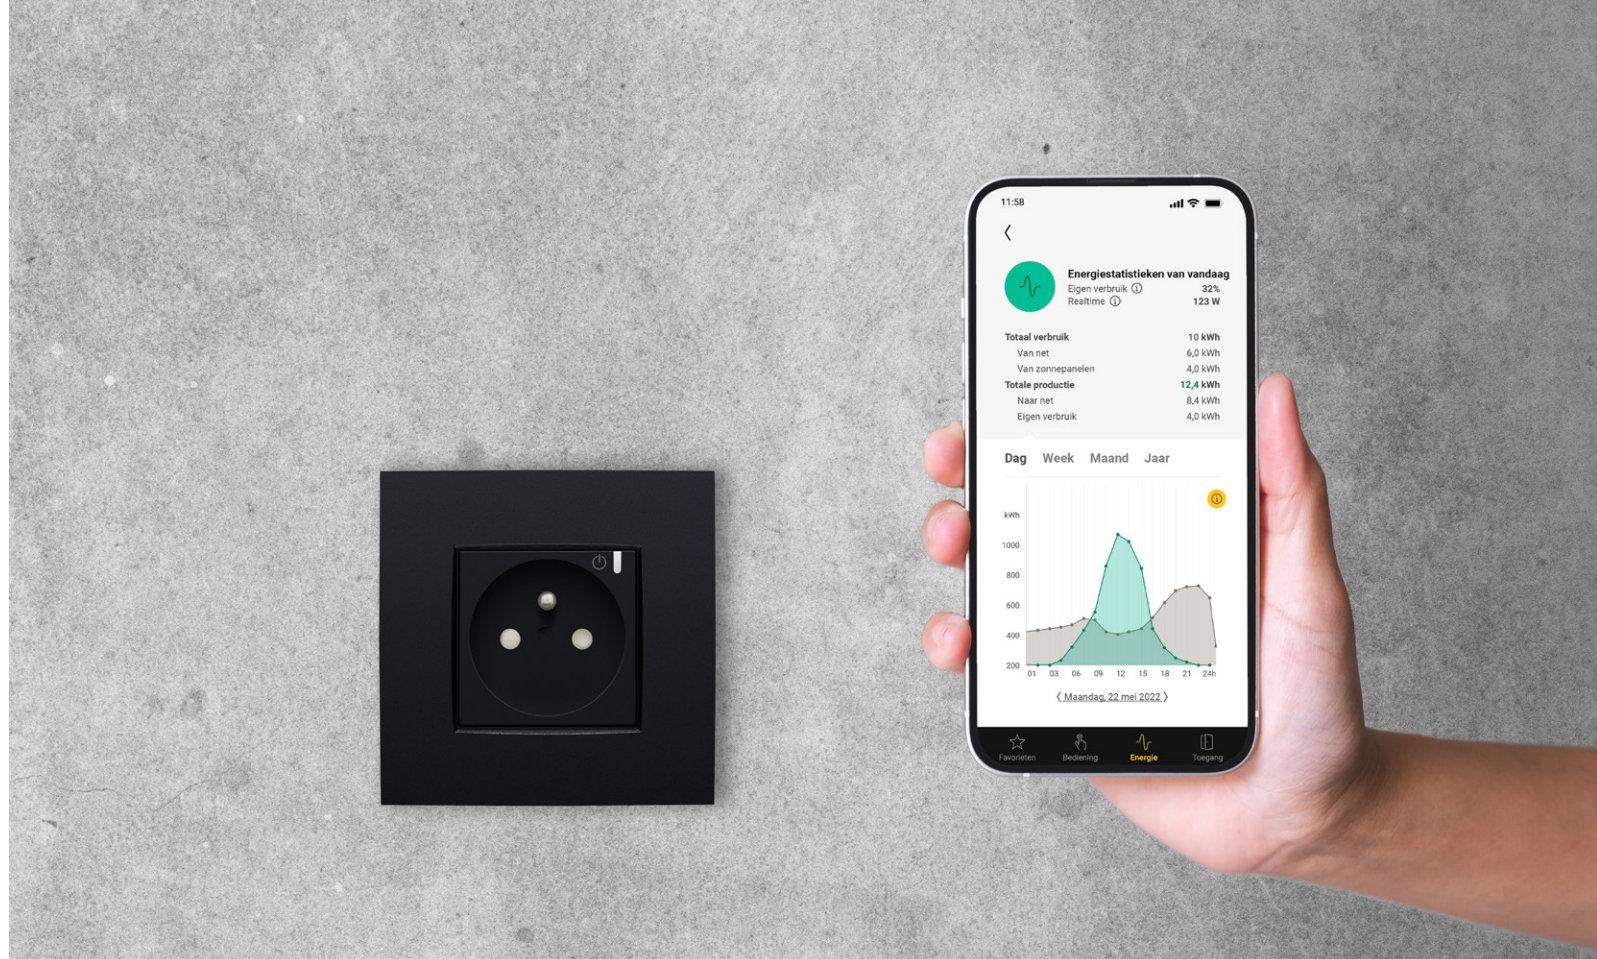 11:58
Energiestatistieken van vandaag
Eigen verbruik 32%
Realtime 123 W
Totaal verbruik 10 kWh
Van net 6,0 kWh
Van zonnepanelen 4,0 kWh
Totale productie 12,4 kWh
Naar net 8,4 kWh
Eigen verbruik 4,0 kWh
Dag Week Maand Jaar
kWh
1000
800
600
400
200
01 03 06 09 12 15 18 21 24h
Maandag, 22 mei 2022
Favorieten Bediening Energie Toegang